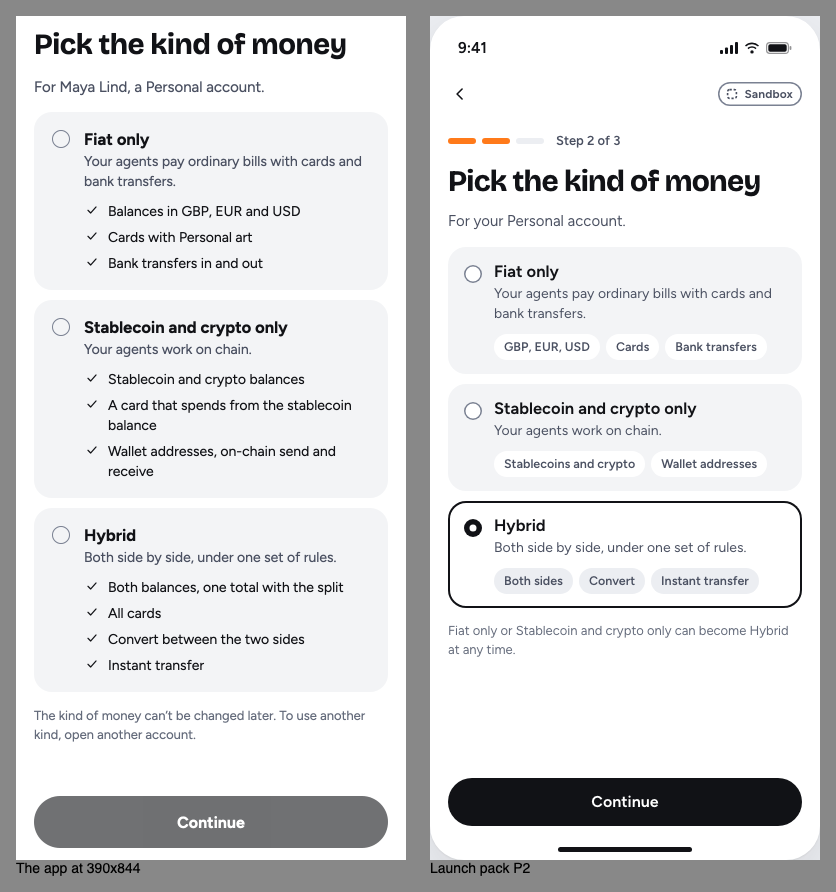 Pick the kind of money
For Maya Lind, a Personal account.
Fiat only
Your agents pay ordinary bills with cards and
bank transfers.
Balances in GBP, EUR and USD
Cards with Personal art
Bank transfers in and out
Stablecoin and crypto only
Your agents work on chain.
Stablecoin and crypto balances
A card that spends from the stablecoin
balance
Wallet addresses, on-chain send and
receive
Hybrid
Both side by side, under one set of rules.
Both balances, one total with the split
All cards
Convert between the two sides
Instant transfer
The kind of money can’t be changed later. To use another
kind, open another account.
Continue
The app at 390x844
9:41
Sandbox
Step 2 of 3
Pick the kind of money
For your Personal account.
Fiat only
Your agents pay ordinary bills with cards and
bank transfers.
GBP, EUR, USD Cards Bank transfers
Stablecoin and crypto only
Your agents work on chain.
Stablecoins and crypto Wallet addresses
Hybrid
Both side by side, under one set of rules.
Both sides Convert Instant transfer
Fiat only or Stablecoin and crypto only can become Hybrid
at any time.
Continue
Launch pack P2